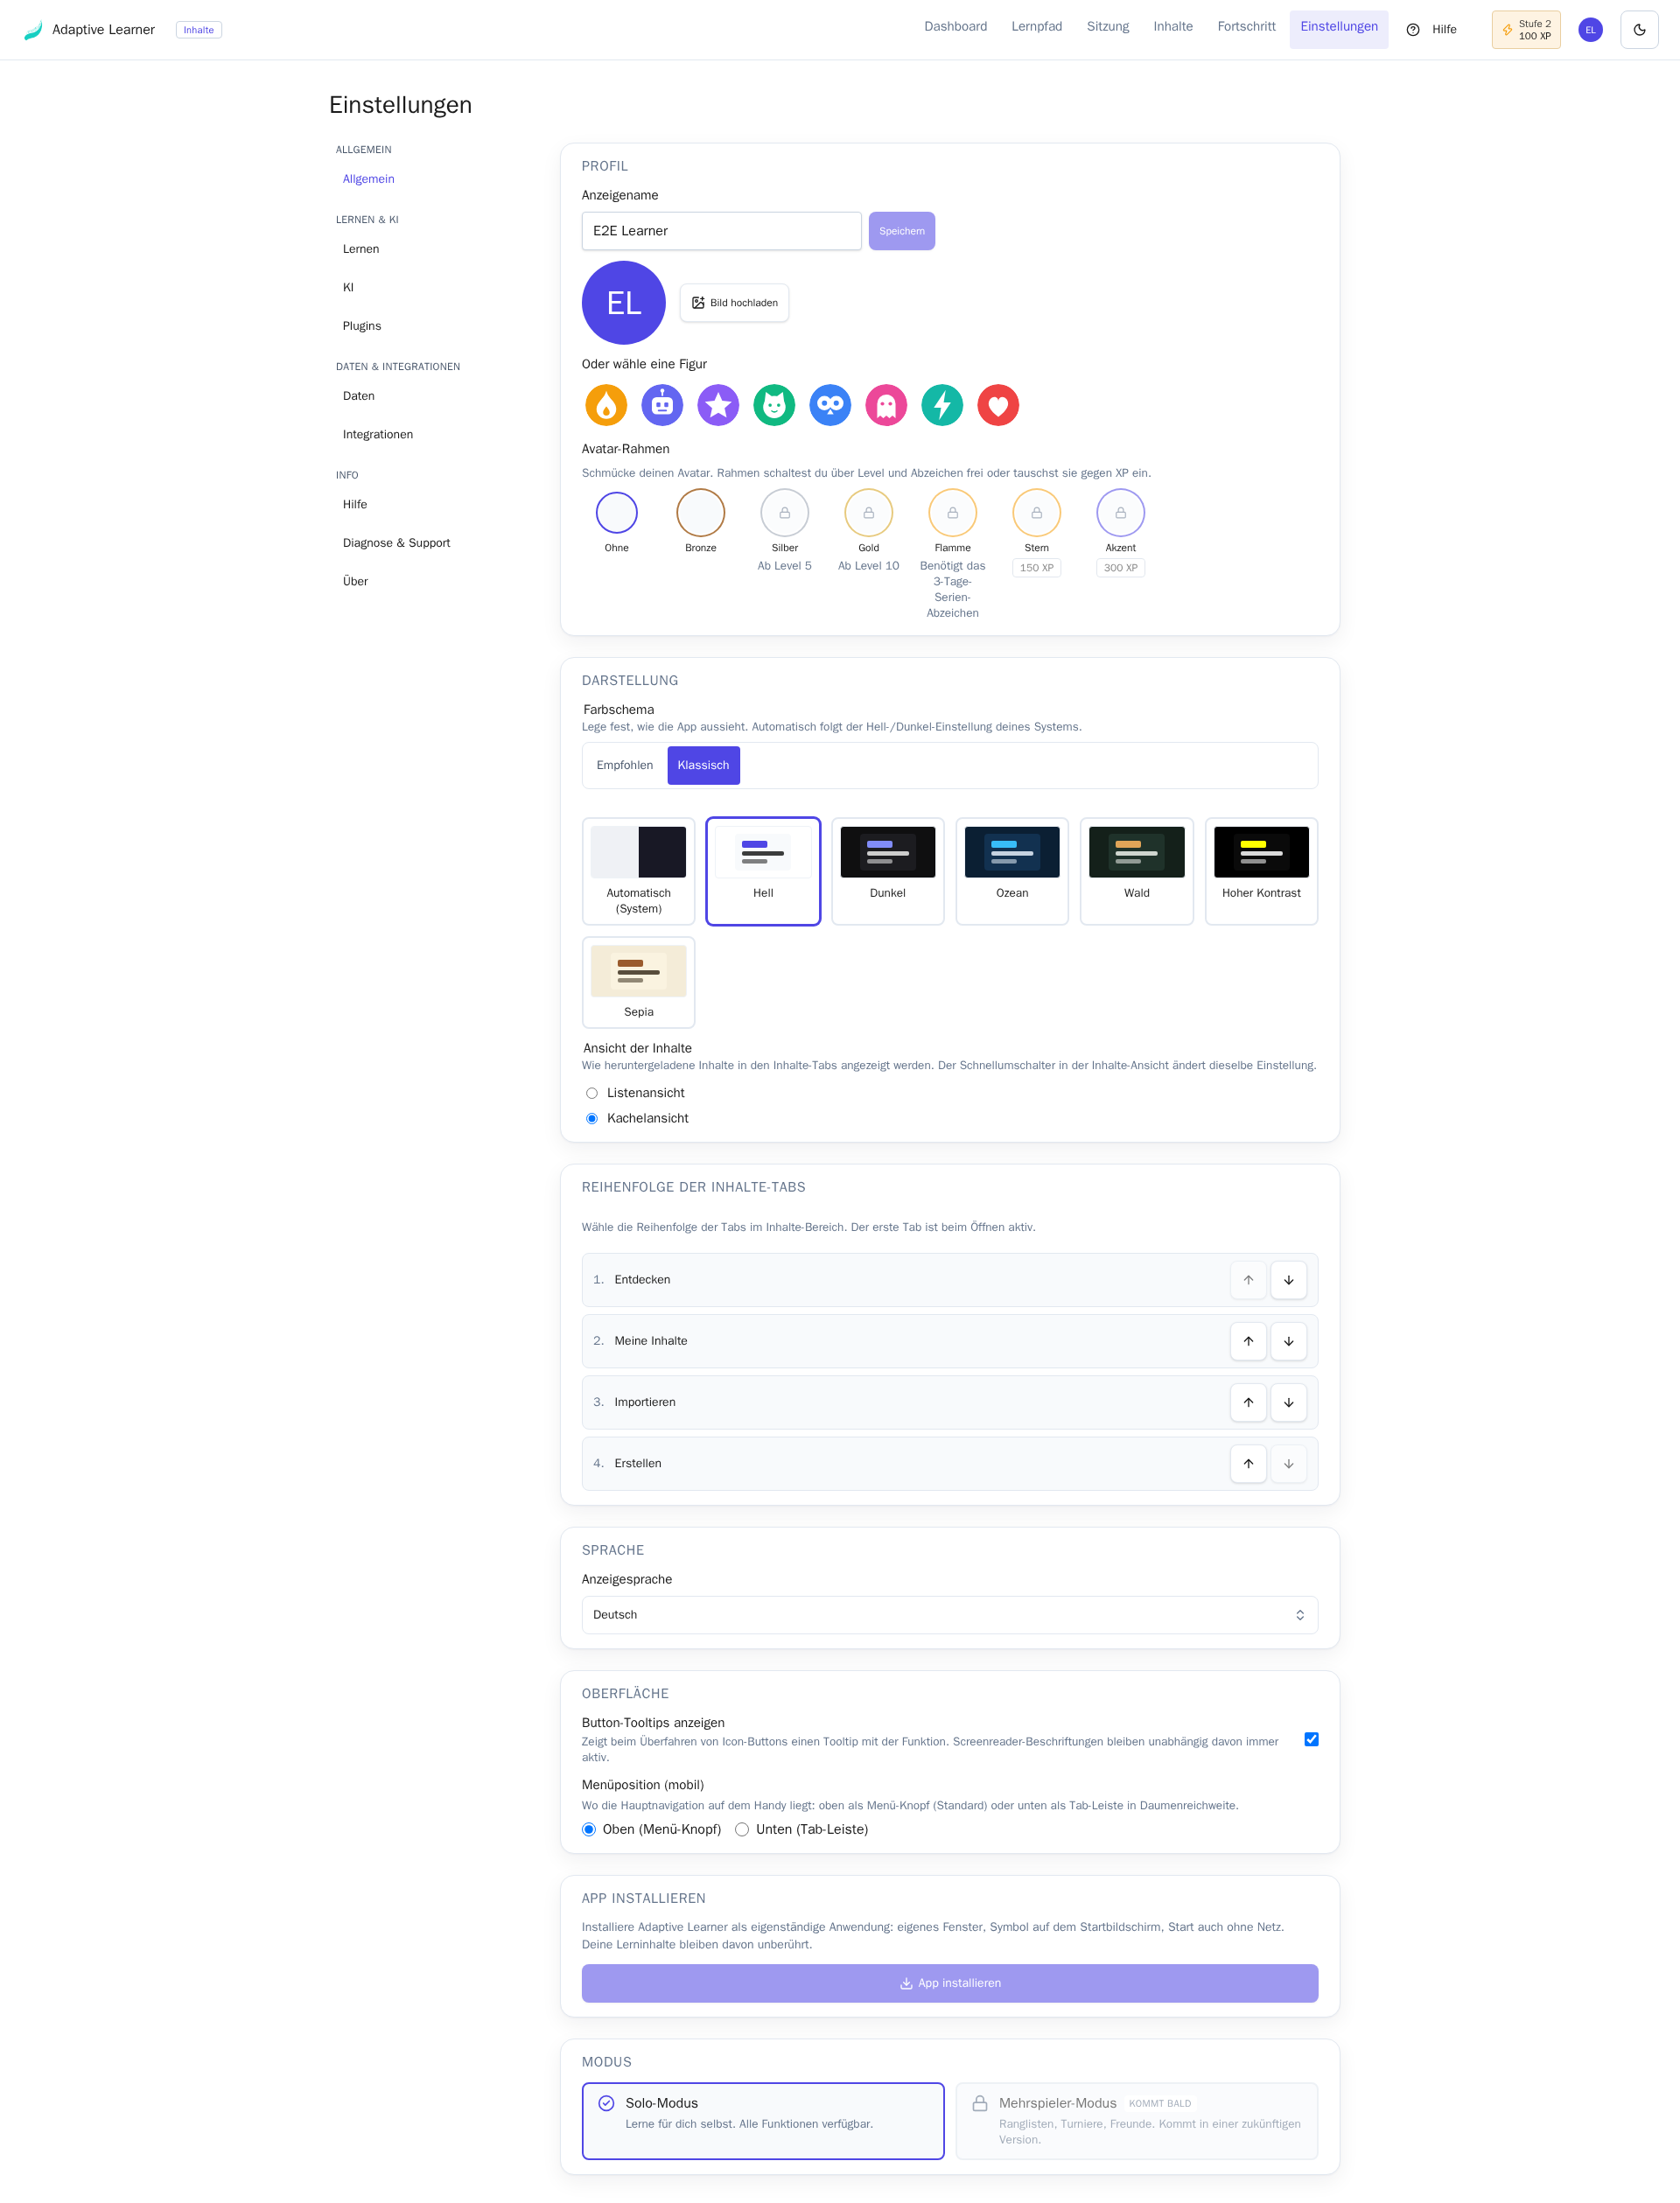 Adaptive Learner
Inhalte
Dashboard
Lernpfad
Sitzung
Inhalte
Fortschritt
Einstellungen
Hilfe
Stufe 2
100 XP
EL
Einstellungen
ALLGEMEIN
Allgemein
LERNEN & KI
Lernen
KI
Plugins
DATEN & INTEGRATIONEN
Daten
Integrationen
INFO
Hilfe
Diagnose & Support
Über
PROFIL
Anzeigename
E2E Learner
Speichern
EL
Bild hochladen
Oder wähle eine Figur
Avatar-Rahmen
Schmücke deinen Avatar. Rahmen schaltest du über Level und Abzeichen frei oder tauschst sie gegen XP ein.
Ohne
Bronze
Silber
Ab Level 5
Gold
Ab Level 10
Flamme
Benötigt das
3-Tage-
Serien-
Abzeichen
Stern
150 XP
Akzent
300 XP
DARSTELLUNG
Farbschema
Lege fest, wie die App aussieht. Automatisch folgt der Hell-/Dunkel-Einstellung deines Systems.
Empfohlen
Klassisch
Automatisch
(System)
Hell
Dunkel
Ozean
Wald
Hoher Kontrast
Sepia
Ansicht der Inhalte
Wie heruntergeladene Inhalte in den Inhalte-Tabs angezeigt werden. Der Schnellumschalter in der Inhalte-Ansicht ändert dieselbe Einstellung.
Listenansicht
Kachelansicht
REIHENFOLGE DER INHALTE-TABS
Wähle die Reihenfolge der Tabs im Inhalte-Bereich. Der erste Tab ist beim Öffnen aktiv.
1. Entdecken
2. Meine Inhalte
3. Importieren
4. Erstellen
SPRACHE
Anzeigesprache
Deutsch
OBERFLÄCHE
Button-Tooltips anzeigen
Zeigt beim Überfahren von Icon-Buttons einen Tooltip mit der Funktion. Screenreader-Beschriftungen bleiben unabhängig davon immer
aktiv.
Menüposition (mobil)
Wo die Hauptnavigation auf dem Handy liegt: oben als Menü-Knopf (Standard) oder unten als Tab-Leiste in Daumenreichweite.
Oben (Menü-Knopf)
Unten (Tab-Leiste)
APP INSTALLIEREN
Installiere Adaptive Learner als eigenständige Anwendung: eigenes Fenster, Symbol auf dem Startbildschirm, Start auch ohne Netz.
Deine Lerninhalte bleiben davon unberührt.
App installieren
MODUS
Solo-Modus
Lerne für dich selbst. Alle Funktionen verfügbar.
Mehrspieler-Modus KOMMT BALD
Ranglisten, Turniere, Freunde. Kommt in einer zukünftigen
Version.